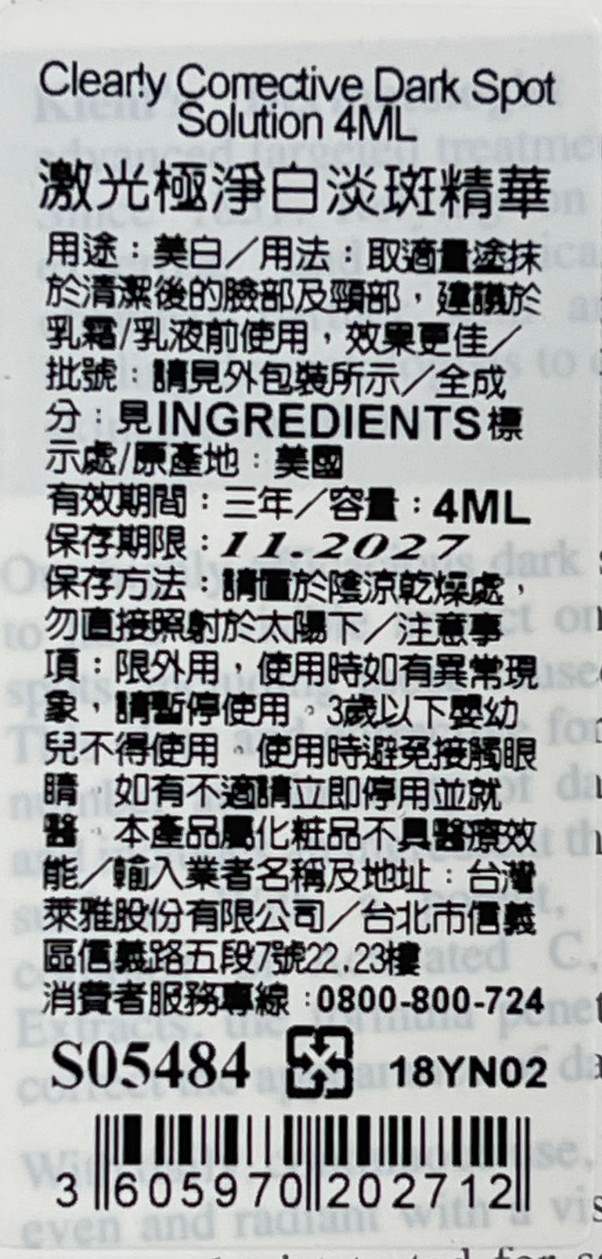 Clearly Corrective Dark Spot
Solution 4ML
激光極淨白淡斑精華
用途：美白／用法：取適量塗抹
於清潔後的臉部及頸部，建議於
乳霜/乳液前使用，效果更佳／
批號：請見外包裝所示／全成
分：見INGREDIENTS標
示處/原產地：美國
有效期間：三年／容量：4ML
保存期限：11.2027
保存方法：請置於陰涼乾燥處，
勿直接照射於太陽下／注意事
項：限外用，使用時如有異常現
象，請暫停使用。3歲以下嬰幼
兒不得使用。使用時避免接觸眼
睛。如有不適請立即停用並就
醫。本產品屬化粧品不具醫療效
能／輸入業者名稱及地址：台灣
萊雅股份有限公司／台北市信義
區信義路五段7號22,23樓
消費者服務專線：0800-800-724
S05484 18YN02
3 605970 202712